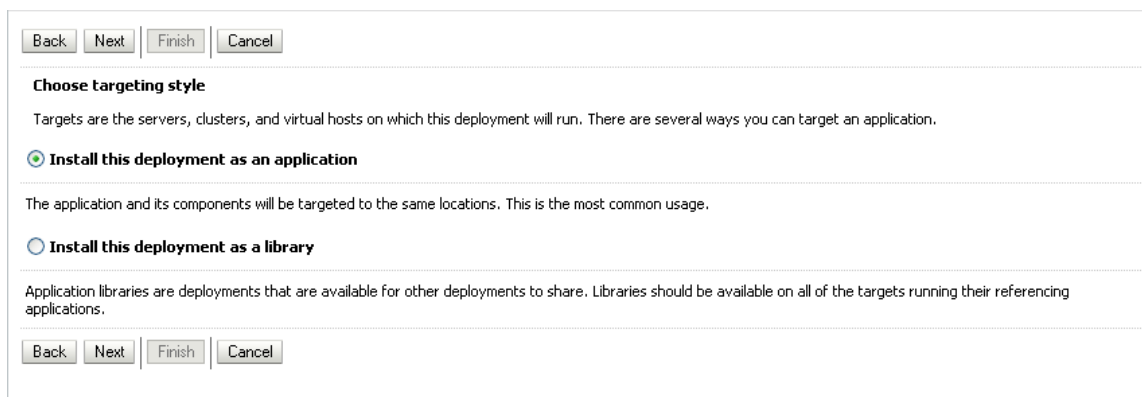 Back Next Finish Cancel
Choose targeting style
Targets are the servers, clusters, and virtual hosts on which this deployment will run. There are several ways you can target an application.
Install this deployment as an application
The application and its components will be targeted to the same locations. This is the most common usage.
Install this deployment as a library
Application libraries are deployments that are available for other deployments to share. Libraries should be available on all of the targets running their referencing
applications.
Back Next Finish Cancel